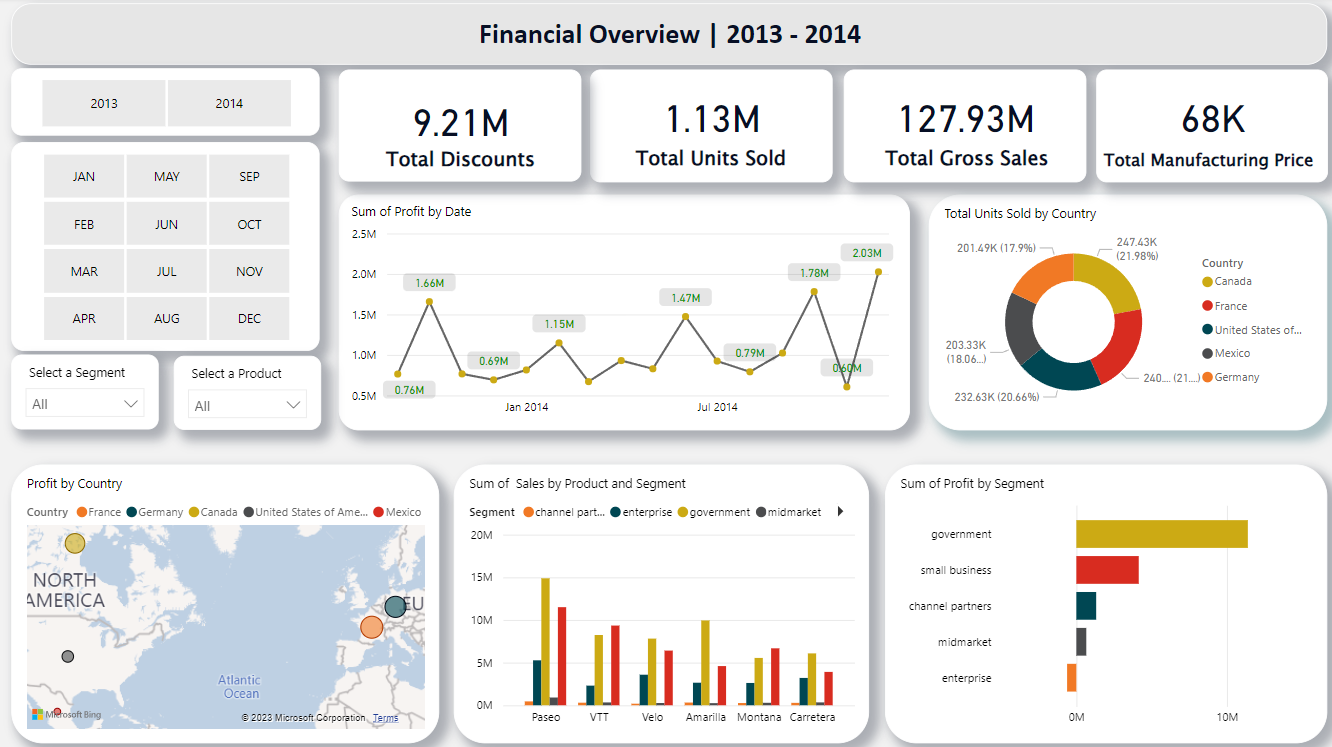 Financial Overview | 2013 - 2014
2013
2014
JAN
MAY
SEP
FEB
JUN
OCT
MAR
JUL
NOV
APR
AUG
DEC
Select a Segment
All
Select a Product
All
9.21M
Total Discounts
1.13M
Total Units Sold
127.93M
Total Gross Sales
68K
Total Manufacturing Price
Sum of Profit by Date
2.5M
2.0M
1.5M
1.0M
0.5M
0.76M
1.66M
0.69M
1.15M
1.47M
0.79M
1.78M
0.60M
2.03M
Jan 2014
Jul 2014
Total Units Sold by Country
201.49K (17.9%)
247.43K
(21.98%)
203.33K
(18.06...)
232.63K (20.66%)
240.... (21....)
Country
Canada
France
United States of...
Mexico
Germany
Profit by Country
Country France Germany Canada United States of Ame... Mexico
NORTH
AMERICA
EU
Atlantic
Ocean
Microsoft Bing
© 2023 Microsoft Corporation Terms
Sum of  Sales by Product and Segment
Segment channel part... enterprise government midmarket
20M
15M
10M
5M
0M
Paseo
VTT
Velo
Amarilla
Montana
Carretera
Sum of Profit by Segment
government
small business
channel partners
midmarket
enterprise
0M
10M